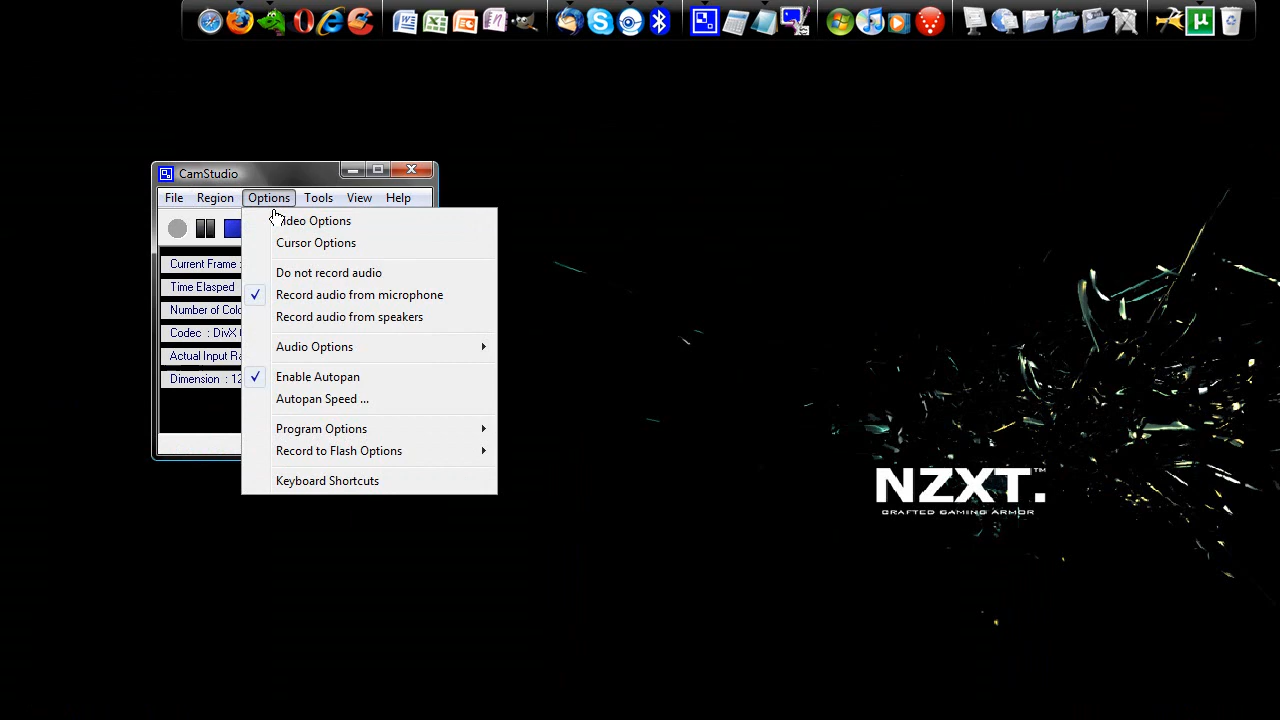 CamStudio
File Region Options Tools View Help
Video Options
Cursor Options
Do not record audio
Record audio from microphone
Record audio from speakers
Audio Options
Enable Autopan
Autopan Speed ...
Program Options
Record to Flash Options
Keyboard Shortcuts
Current Frame :
Time Elasped
Number of Colo
Codec : DivX
Actual Input Ra
Dimension : 12
NZXT.™
CRAFTED GAMING ARMOR